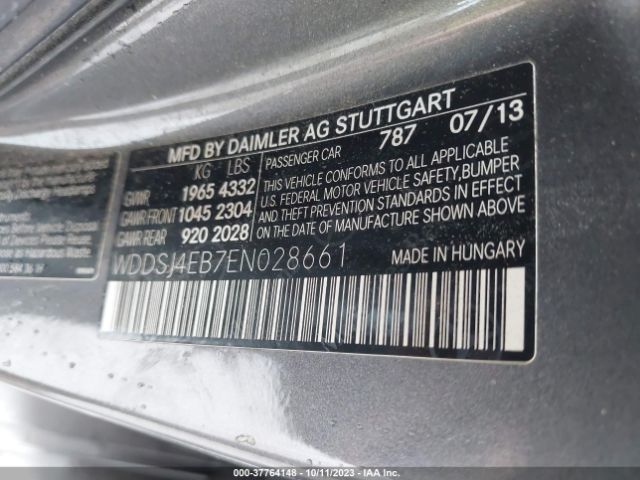 MFD BY DAIMLER AG STUTTGART
KG LBS PASSENGER CAR 787 07/13
GVWR 1965 4332
GAWR FRONT 1045 2304
GAWR REAR 920 2028
THIS VEHICLE CONFORMS TO ALL APPLICABLE
U.S. FEDERAL MOTOR VEHICLE SAFETY, BUMPER
AND THEFT PREVENTION STANDARDS IN EFFECT
ON THE DATE OF MANUFACTURE SHOWN ABOVE
WDDSJ4EB7EN028661 MADE IN HUNGARY
000-37764148 - 10/11/2023 - IAA Inc.